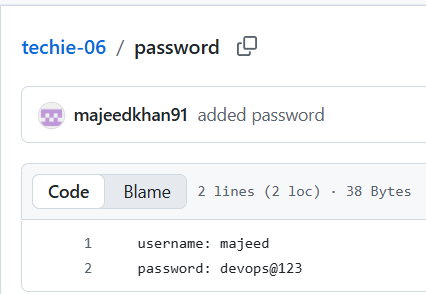 techie-06 / password
majeedkhan91 added password
Code Blame 2 lines (2 loc) · 38 Bytes
1 username: majeed
2 password: devops@123